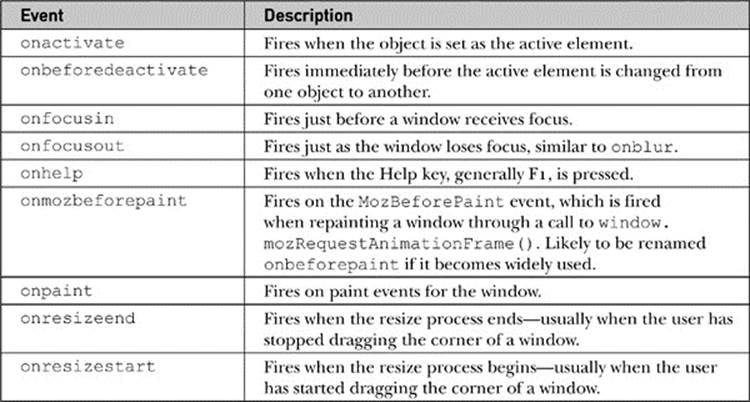 Event Description
onactivate Fires when the object is set as the active element.
onbeforedeactivate Fires immediately before the active element is changed from
one object to another.
onfocusin Fires just before a window receives focus.
onfocusout Fires just as the window loses focus, similar to onblur.
onhelp Fires when the Help key, generally F1, is pressed.
onmozbeforepaint Fires on the MozBeforePaint event, which is fired
when repainting a window through a call to window.
mozRequestAnimationFrame(). Likely to be renamed
onbeforepaint if it becomes widely used.
onpaint Fires on paint events for the window.
onresizeend Fires when the resize process ends—usually when the user has
stopped dragging the corner of a window.
onresizestart Fires when the resize process begins—usually when the user
has started dragging the corner of a window.